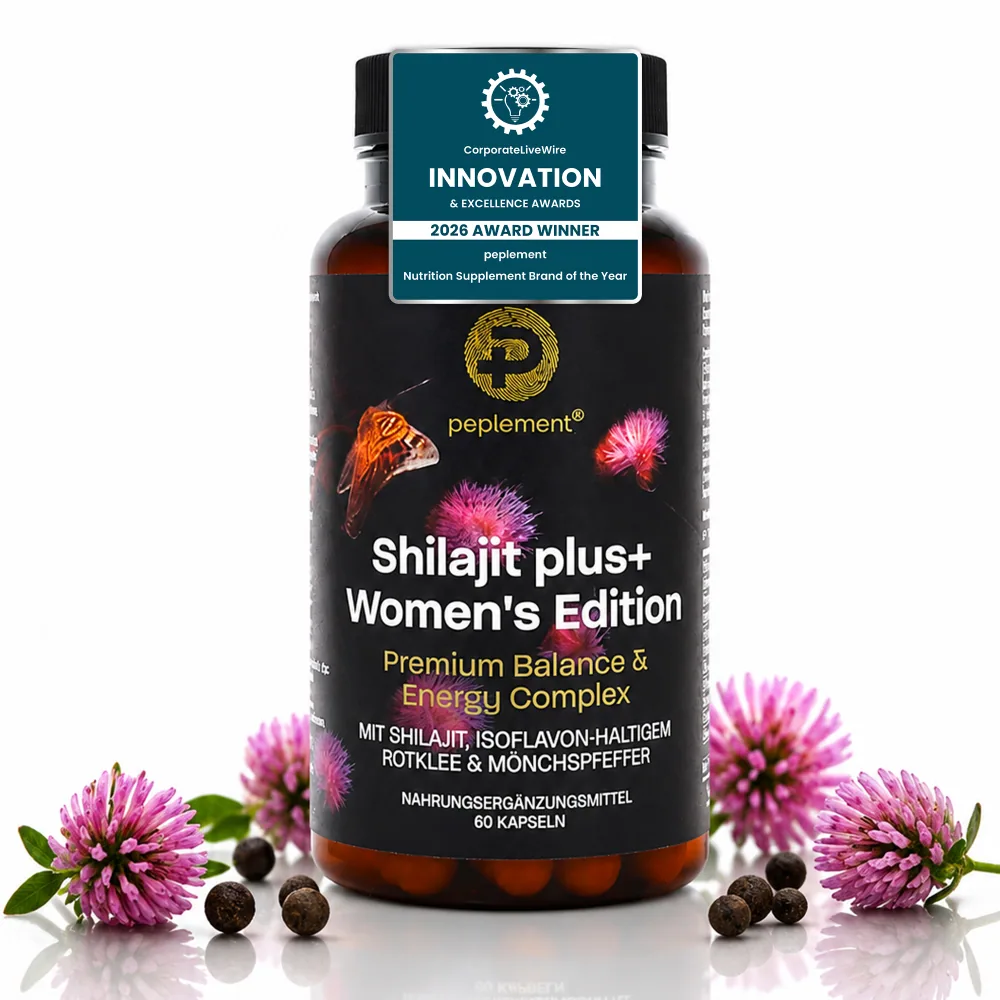 CorporateLiveWire
INNOVATION
& EXCELLENCE AWARDS
2026 AWARD WINNER
peplement
Nutrition Supplement Brand of the Year
peplement®
Shilajit plus+
Women's Edition
Premium Balance &
Energy Complex
MIT SHILAJIT, ISOFLAVON-HALTIGEM
ROTKLEE & MÖNCHSPFEFFER
NAHRUNGSERGÄNZUNGSMITTEL
60 KAPSELN